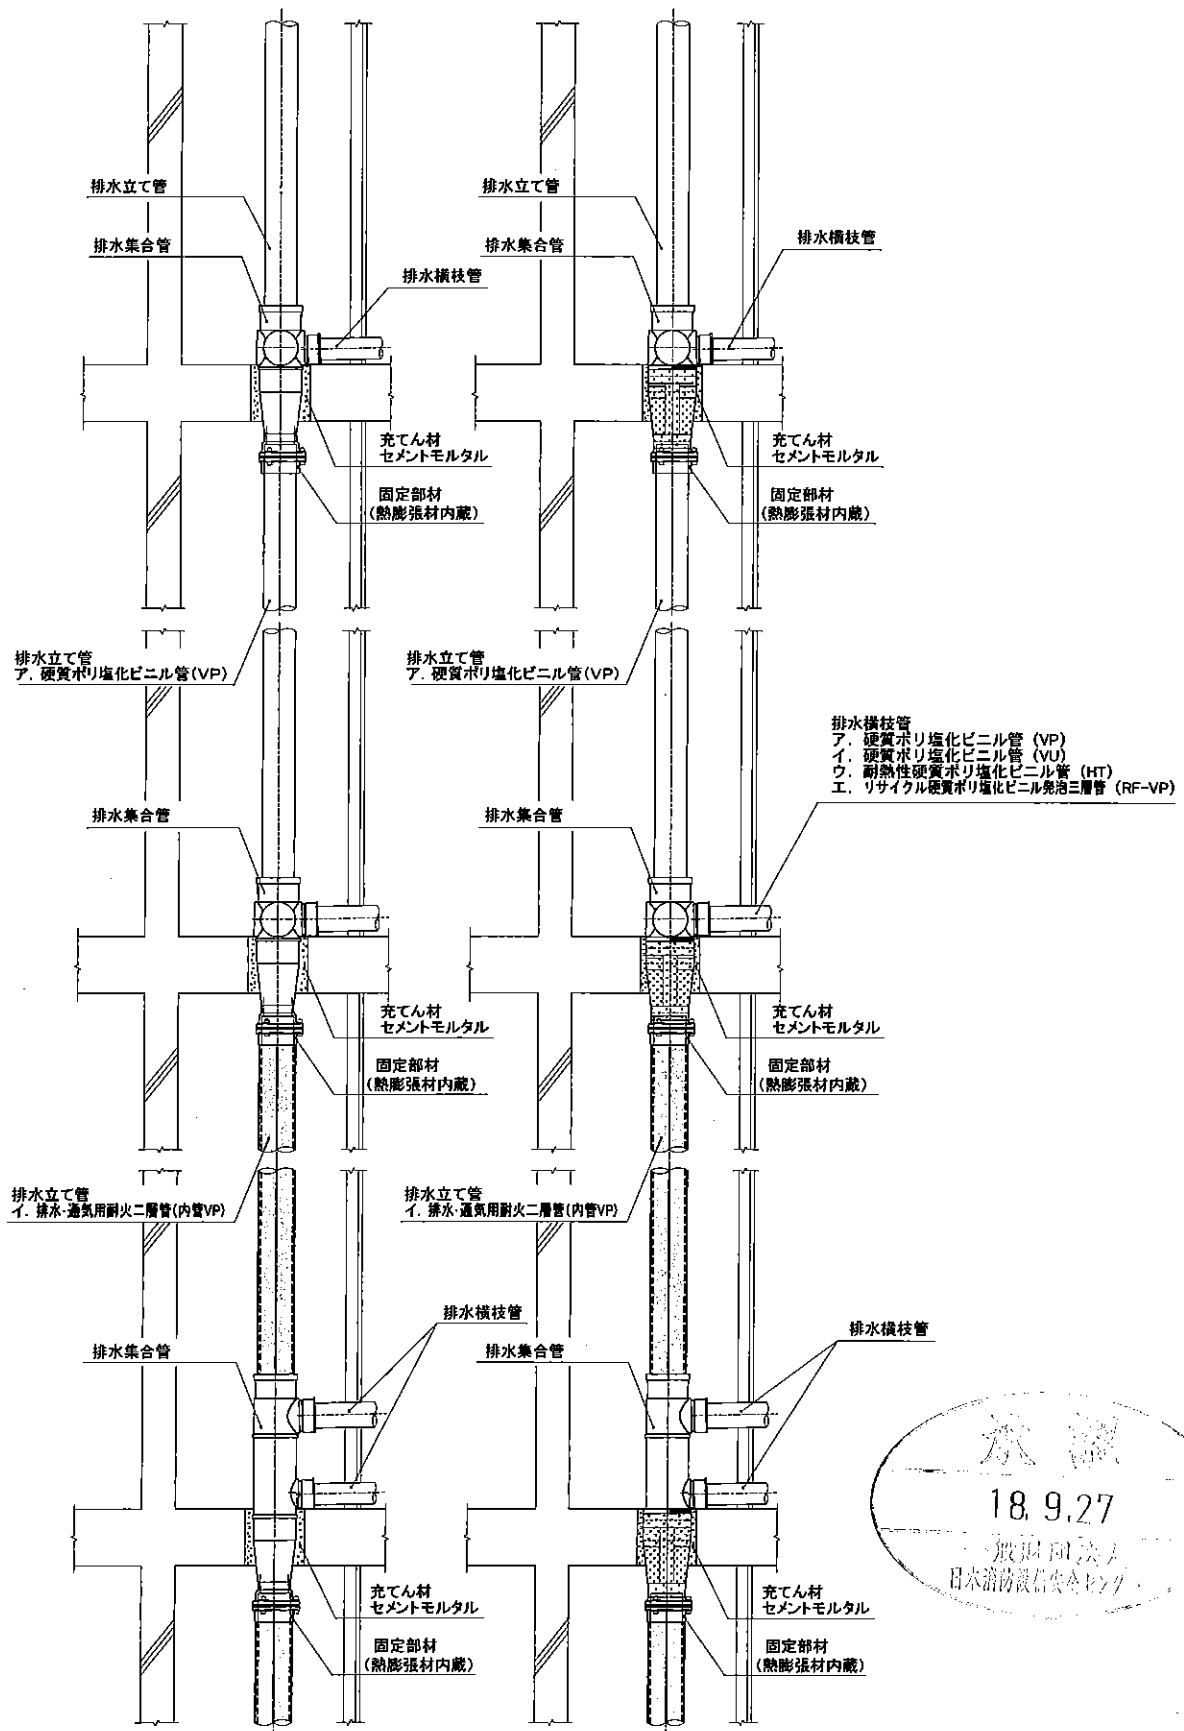 排水立て管
排水集合管
排水横枝管
充てん材
セメントモルタル
固定部材
(熱膨張材内蔵)
排水立て管
ア. 硬質ポリ塩化ビニル管(VP)
排水集合管
充てん材
セメントモルタル
固定部材
(熱膨張材内蔵)
排水立て管
イ. 排水・通気用耐火二層管(内管VP)
排水横枝管
排水集合管
充てん材
セメントモルタル
固定部材
(熱膨張材内蔵)
排水立て管
排水集合管
排水横枝管
充てん材
セメントモルタル
固定部材
(熱膨張材内蔵)
排水立て管
ア. 硬質ポリ塩化ビニル管(VP)
排水横枝管
ア. 硬質ポリ塩化ビニル管 (VP)
イ. 硬質ポリ塩化ビニル管 (VU)
ウ. 耐熱性硬質ポリ塩化ビニル管 (HT)
エ. リサイクル硬質ポリ塩化ビニル発泡三層管 (RF-VP)
排水集合管
充てん材
セメントモルタル
固定部材
(熱膨張材内蔵)
排水立て管
イ. 排水・通気用耐火二層管(内管VP)
排水横枝管
排水集合管
充てん材
セメントモルタル
固定部材
(熱膨張材内蔵)
18.9.27